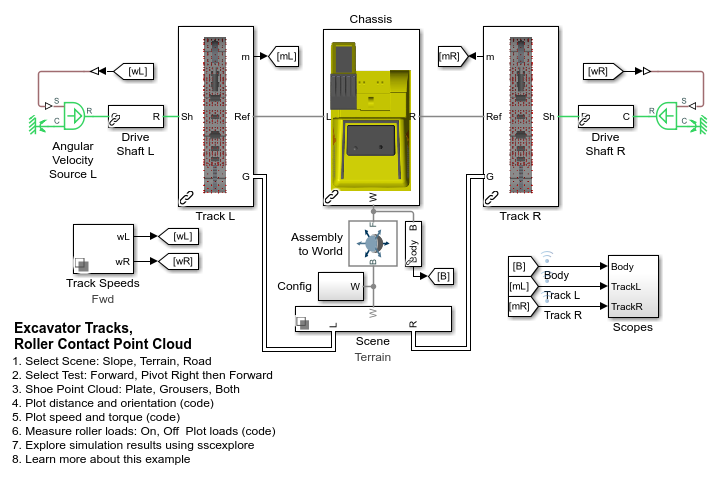 Chassis
[wL]
m
[mL]
[mR]
m
[wR]
S
R
C
Angular
Velocity
Source L
C
R
Drive
Shaft L
Sh
Ref
G
Track L
L
R
W
Ref
Sh
G
Track R
C
Drive
Shaft R
R
S
C
wL
wR
[wL]
[wR]
Track Speeds
Fwd
Assembly
to World
F
B
B
Body
[B]
Config
W
W
L
R
Scene
Terrain
[B]
[mL]
[mR]
Body
Track L
Track R
Body
TrackL
TrackR
Scopes
Excavator Tracks,
Roller Contact Point Cloud
1. Select Scene: Slope, Terrain, Road
2. Select Test: Forward, Pivot Right then Forward
3. Shoe Point Cloud: Plate, Grousers, Both
4. Plot distance and orientation (code)
5. Plot speed and torque (code)
6. Measure roller loads: On, Off  Plot loads (code)
7. Explore simulation results using sscexplore
8. Learn more about this example